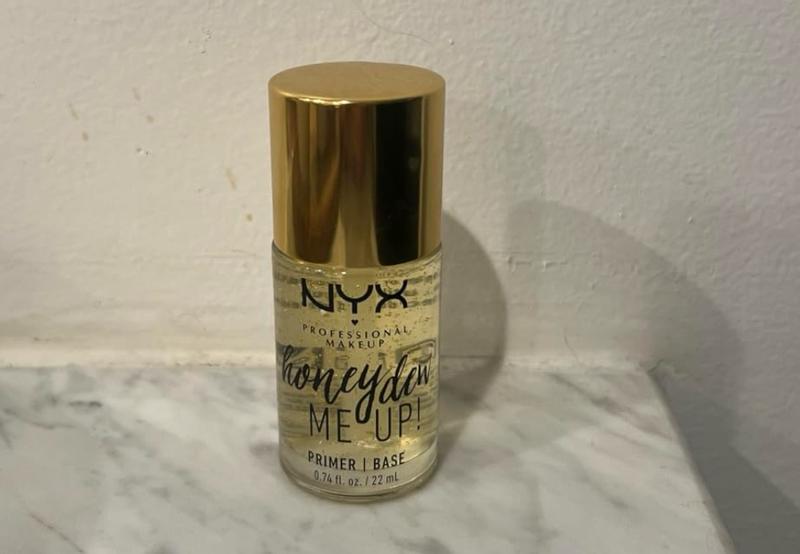 NYX
PROFESSIONAL
MAKEUP
honeydew
ME UP!
PRIMER | BASE
0.74 fl. oz. / 22 mL